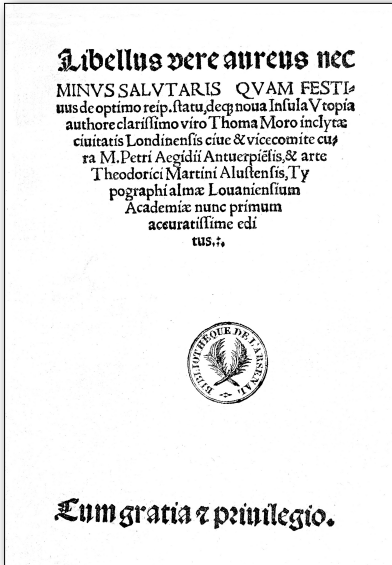 Libellus vere aureus nec
MINVS SALVTARIS QVAM FESTI⸗
uus de optimo reip. ſtatu, deq; noua Inſula Vtopia
authore clariſſimo viro Thoma Moro inclytæ
ciuitatis Londinenſis ciue & vicecomite cu⸗
ra M. Petri Aegidii Antuerpiēſis, & arte
Theodorici Martini Aluſtenſis, Ty
pographi almæ Louanienſium
Academiæ nunc primum
accuratiſſime edi
tus.·.
BIBLIOTHÈQUE DE L'ARSENAL
Cum gratia ⁊ priuilegio.